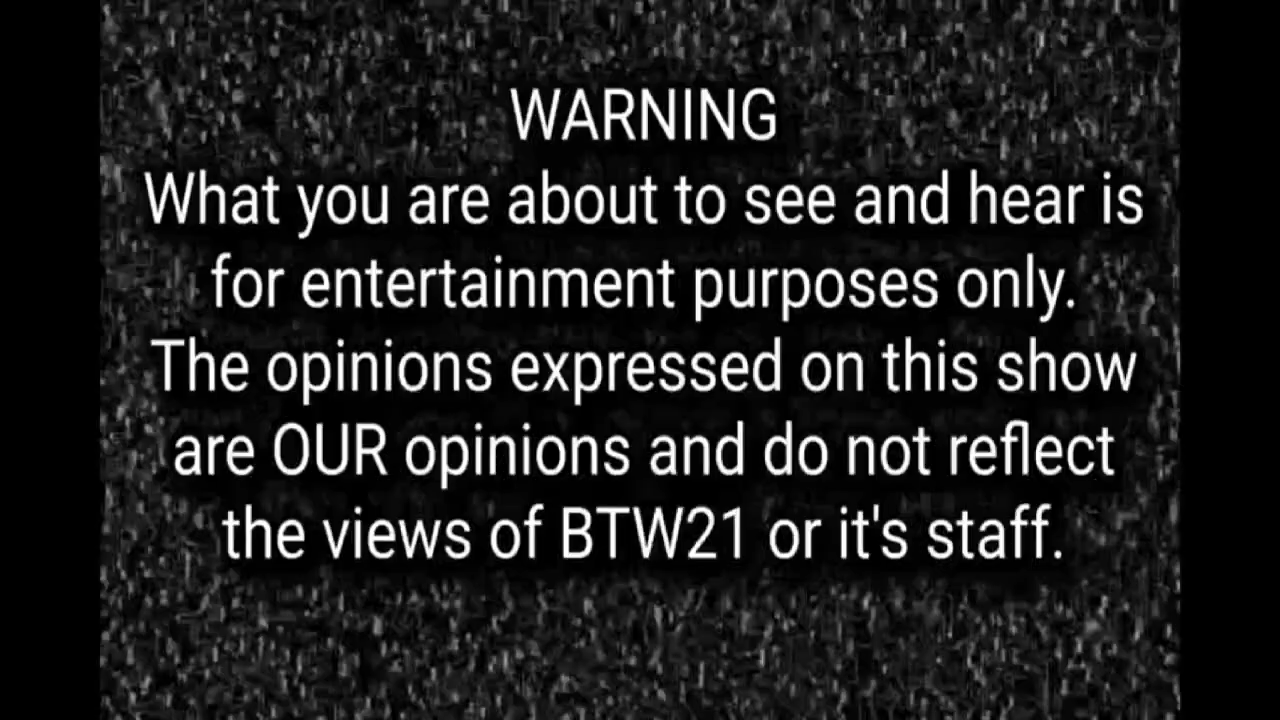 WARNING
What you are about to see and hear is
for entertainment purposes only.
The opinions expressed on this show
are OUR opinions and do not reflect
the views of BTW21 or it's staff.